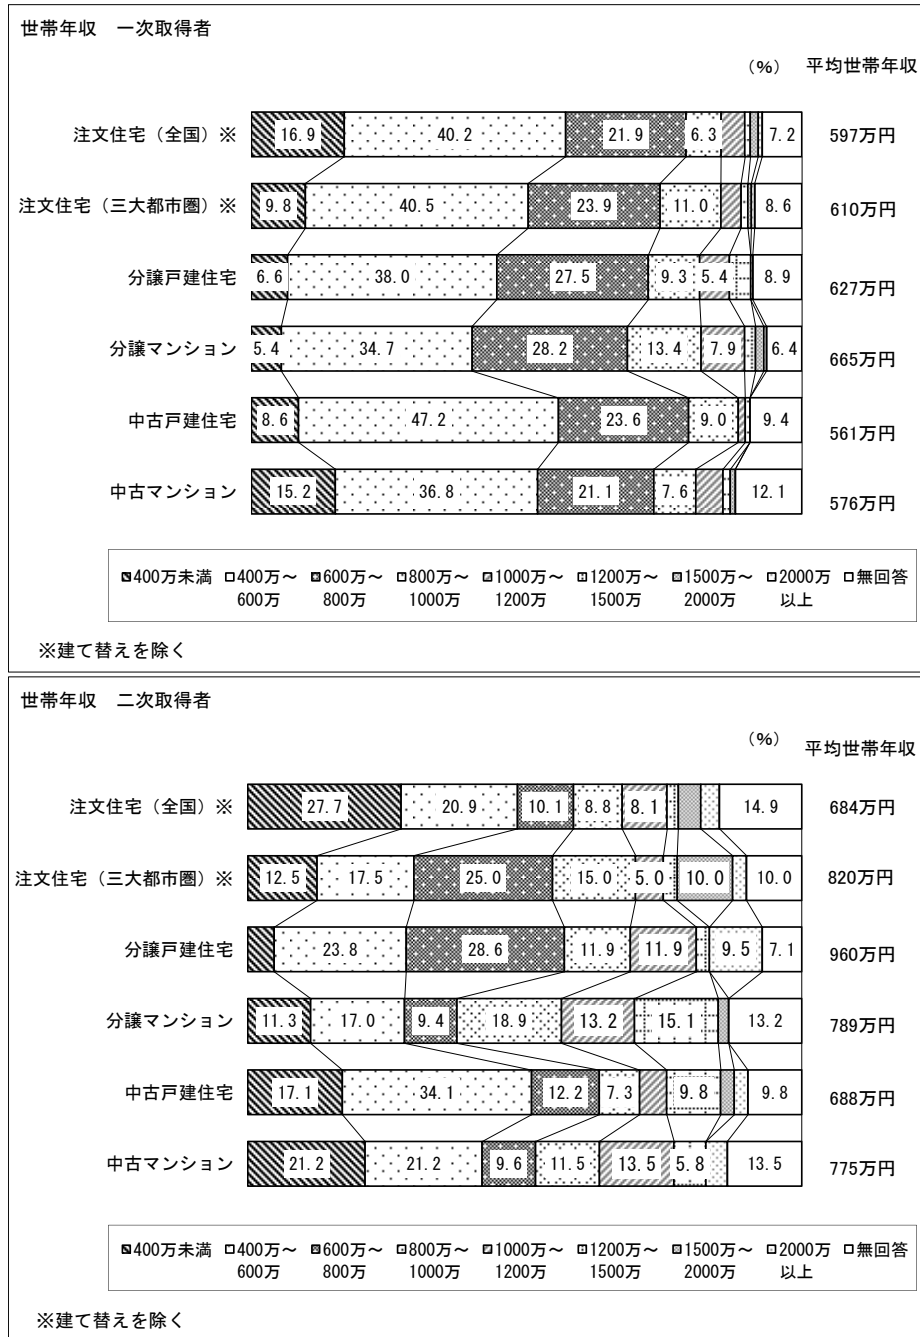 世帯年収　一次取得者
（%）　平均世帯年収
注文住宅（全国）※ 16.9 40.2 21.9 6.3 7.2 597万円
注文住宅（三大都市圏）※ 9.8 40.5 23.9 11.0 8.6 610万円
分譲戸建住宅 6.6 38.0 27.5 9.3 5.4 8.9 627万円
分譲マンション 5.4 34.7 28.2 13.4 7.9 6.4 665万円
中古戸建住宅 8.6 47.2 23.6 9.0 9.4 561万円
中古マンション 15.2 36.8 21.1 7.6 12.1 576万円
400万未満 400万～ 600万～ 800万～ 1000万～ 1200万～ 1500万～ 2000万 無回答
600万 800万 1000万 1200万 1500万 2000万 以上
※建て替えを除く
世帯年収　二次取得者
（%）　平均世帯年収
注文住宅（全国）※ 27.7 20.9 10.1 8.8 8.1 14.9 684万円
注文住宅（三大都市圏）※ 12.5 17.5 25.0 15.0 5.0 10.0 10.0 820万円
分譲戸建住宅 23.8 28.6 11.9 11.9 9.5 7.1 960万円
分譲マンション 11.3 17.0 9.4 18.9 13.2 15.1 13.2 789万円
中古戸建住宅 17.1 34.1 12.2 7.3 9.8 9.8 688万円
中古マンション 21.2 21.2 9.6 11.5 13.5 5.8 13.5 775万円
400万未満 400万～ 600万～ 800万～ 1000万～ 1200万～ 1500万～ 2000万 無回答
600万 800万 1000万 1200万 1500万 2000万 以上
※建て替えを除く